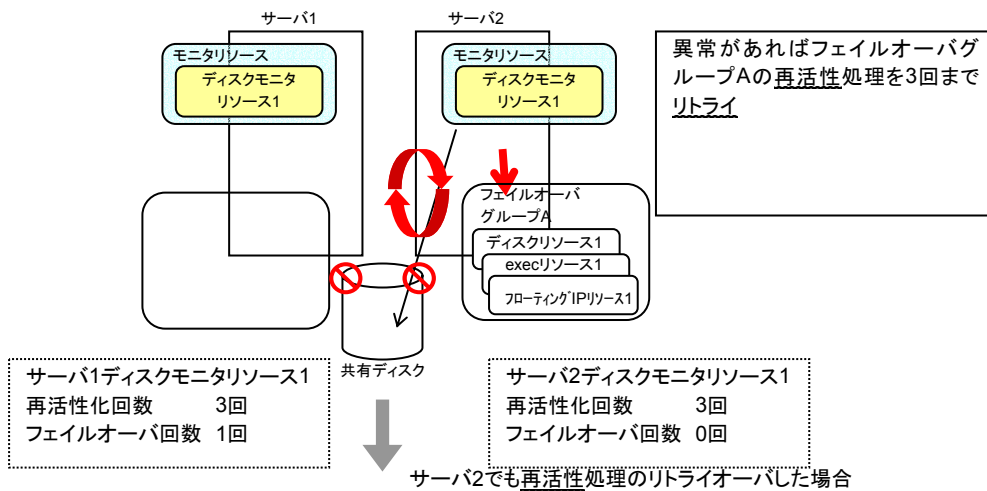 サーバ1
サーバ2
モニタリソース
ディスクモニタ
リソース1
モニタリソース
ディスクモニタ
リソース1
異常があればフェイルオーバグ
ループAの再活性処理を3回まで
リトライ
フェイルオーバ
グループA
ディスクリソース1
execリソース1
フローティングIPリソース1
共有ディスク
サーバ1ディスクモニタリソース1
再活性化回数 3回
フェイルオーバ回数 1回
サーバ2ディスクモニタリソース1
再活性化回数 3回
フェイルオーバ回数 0回
サーバ2でも再活性処理のリトライオーバした場合